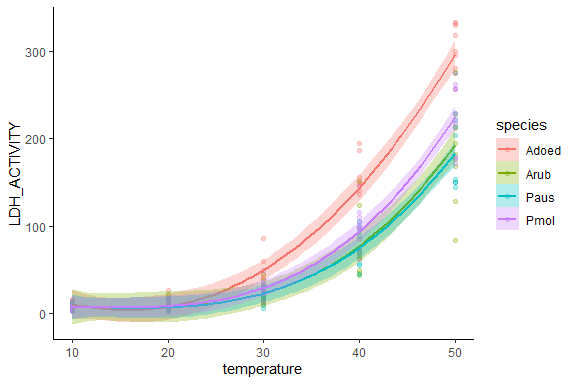 300
200
100
0
LDH_ACTIVITY
10 20 30 40 50
temperature
species
Adoed
Arub
Paus
Pmol